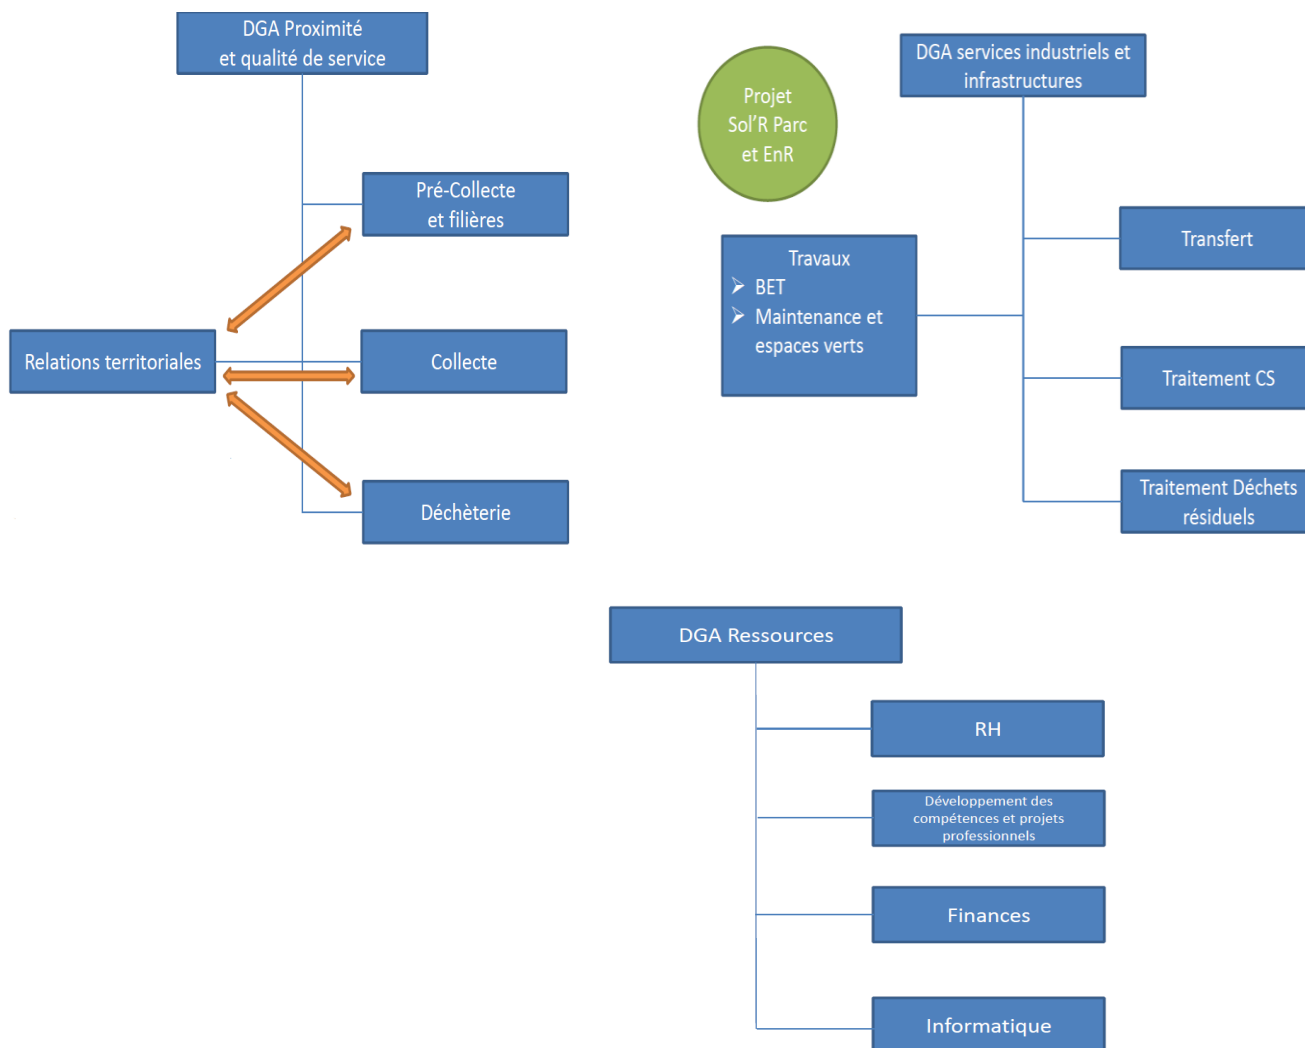 DGA Proximité
et qualité de service
Pré-Collecte
et filières
Relations territoriales
Collecte
Déchèterie
Projet
Sol'R Parc
et EnR
DGA services industriels et
infrastructures
Travaux
BET
Maintenance et
espaces verts
Transfert
Traitement CS
Traitement Déchets
résiduels
DGA Ressources
RH
Développement des
compétences et projets
professionnels
Finances
Informatique